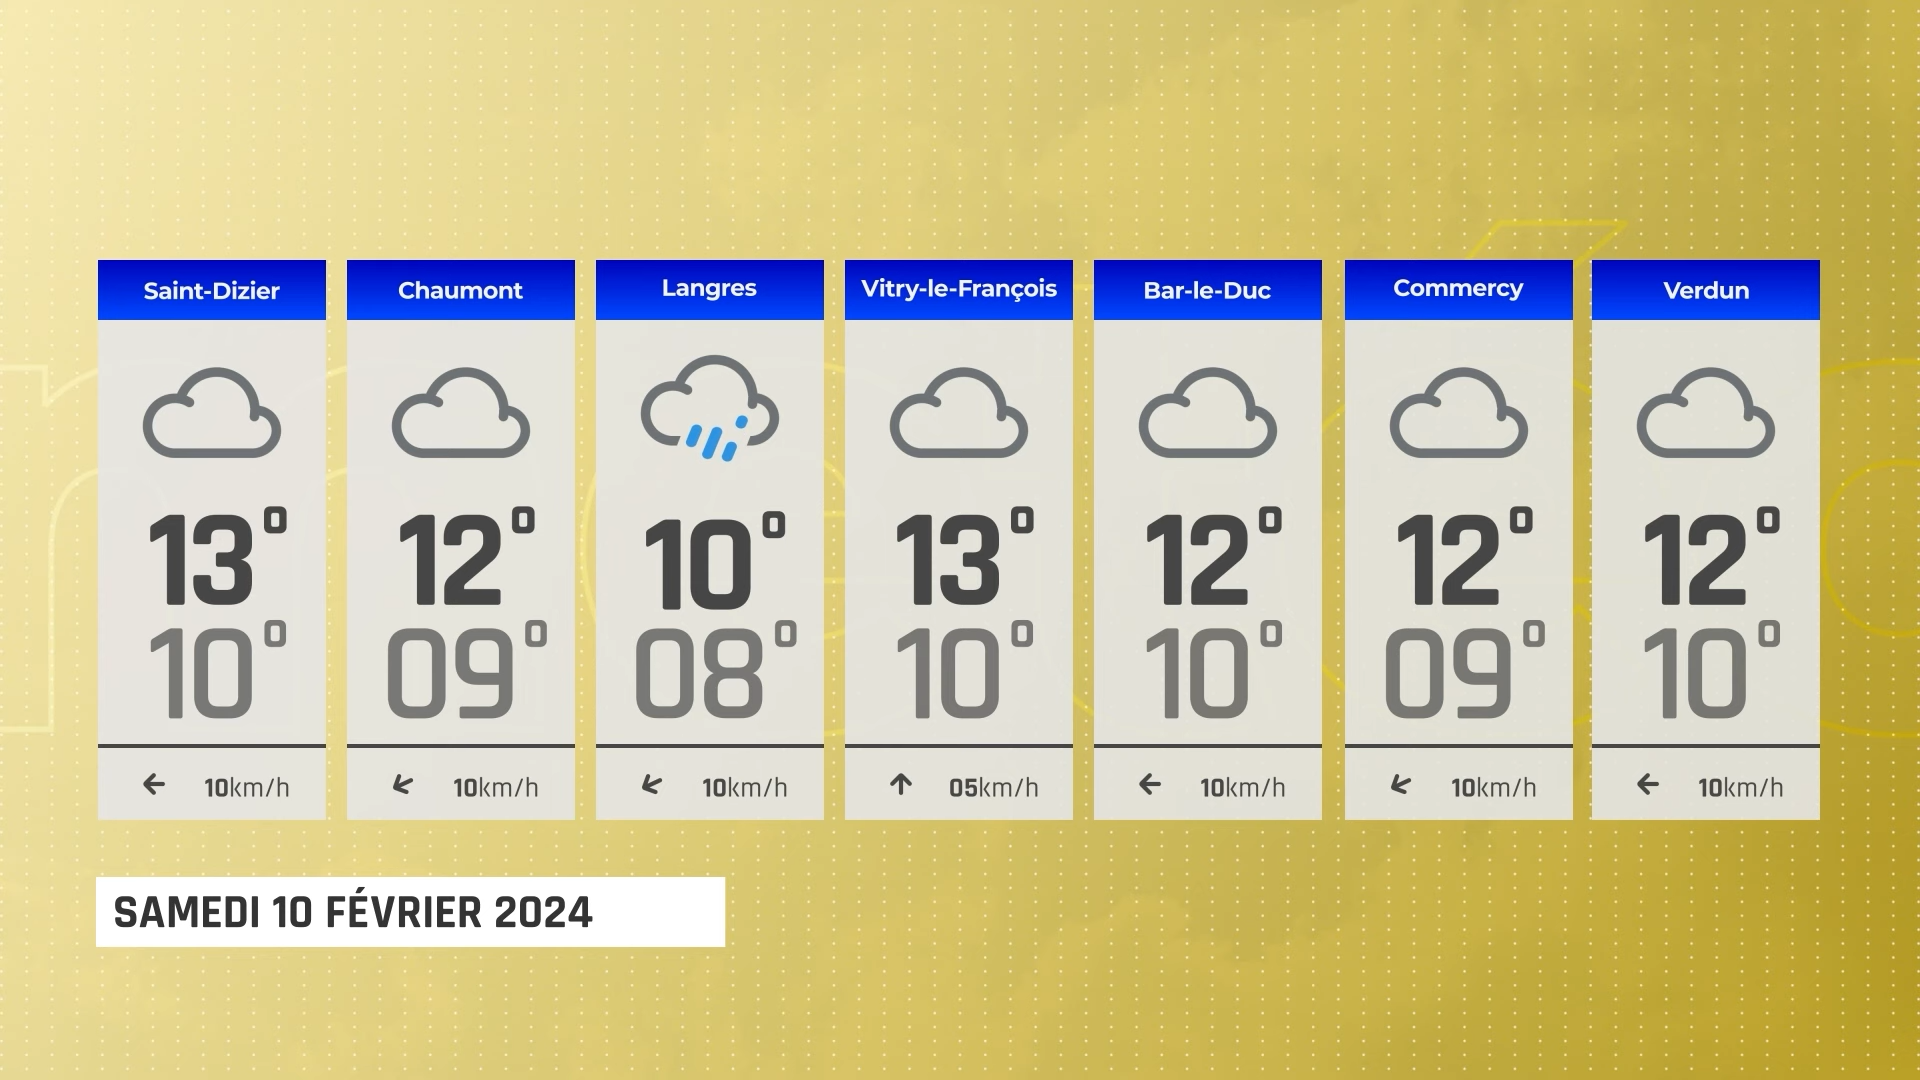 Saint-Dizier
13°
10°
10km/h
Chaumont
12°
09°
10km/h
Langres
10°
08°
10km/h
Vitry-le-François
13°
10°
05km/h
Bar-le-Duc
12°
10°
10km/h
Commercy
12°
09°
10km/h
Verdun
12°
10°
10km/h
SAMEDI 10 FÉVRIER 2024